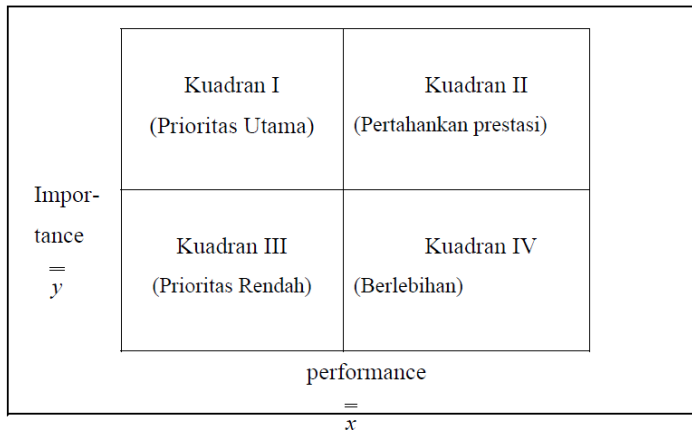 Kuadran I
(Prioritas Utama)
Kuadran II
(Pertahankan prestasi)
Impor-
tance
y
Kuadran III
(Prioritas Rendah)
Kuadran IV
(Berlebihan)
performance
x